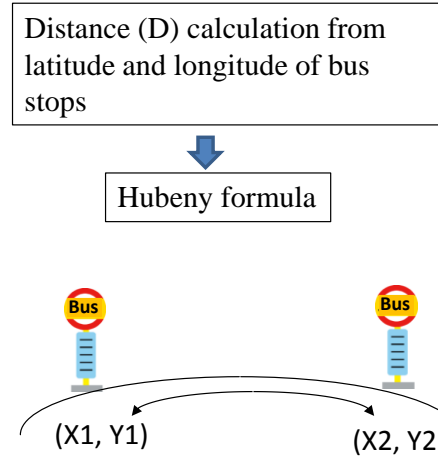 Distance (D) calculation from
latitude and longitude of bus
stops
Hubeny formula
Bus
Bus
(X1, Y1)
(X2, Y2